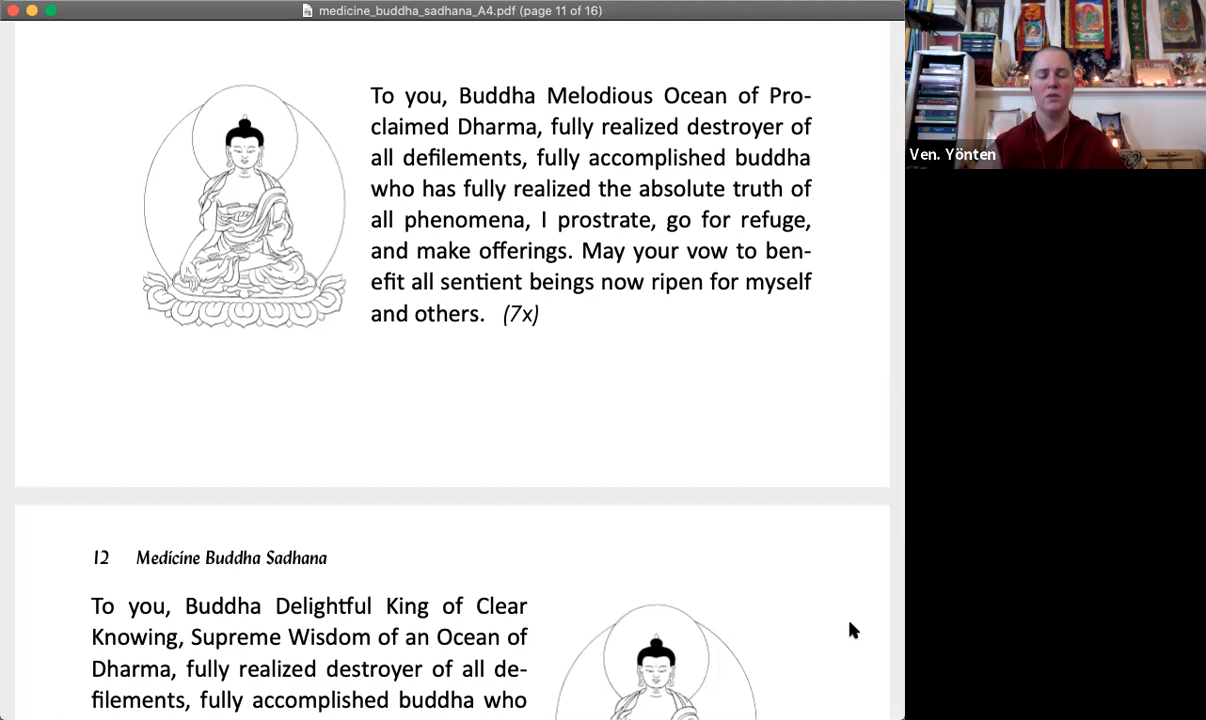 medicine_buddha_sadhana_A4.pdf (page 11 of 16)
To you, Buddha Melodious Ocean of Pro-
claimed Dharma, fully realized destroyer of
all defilements, fully accomplished buddha
who has fully realized the absolute truth of
all phenomena, I prostrate, go for refuge,
and make offerings. May your vow to ben-
efit all sentient beings now ripen for myself
and others. (7x)
Ven. Yönten
12 Medicine Buddha Sadhana
To you, Buddha Delightful King of Clear
Knowing, Supreme Wisdom of an Ocean of
Dharma, fully realized destroyer of all de-
filements, fully accomplished buddha who